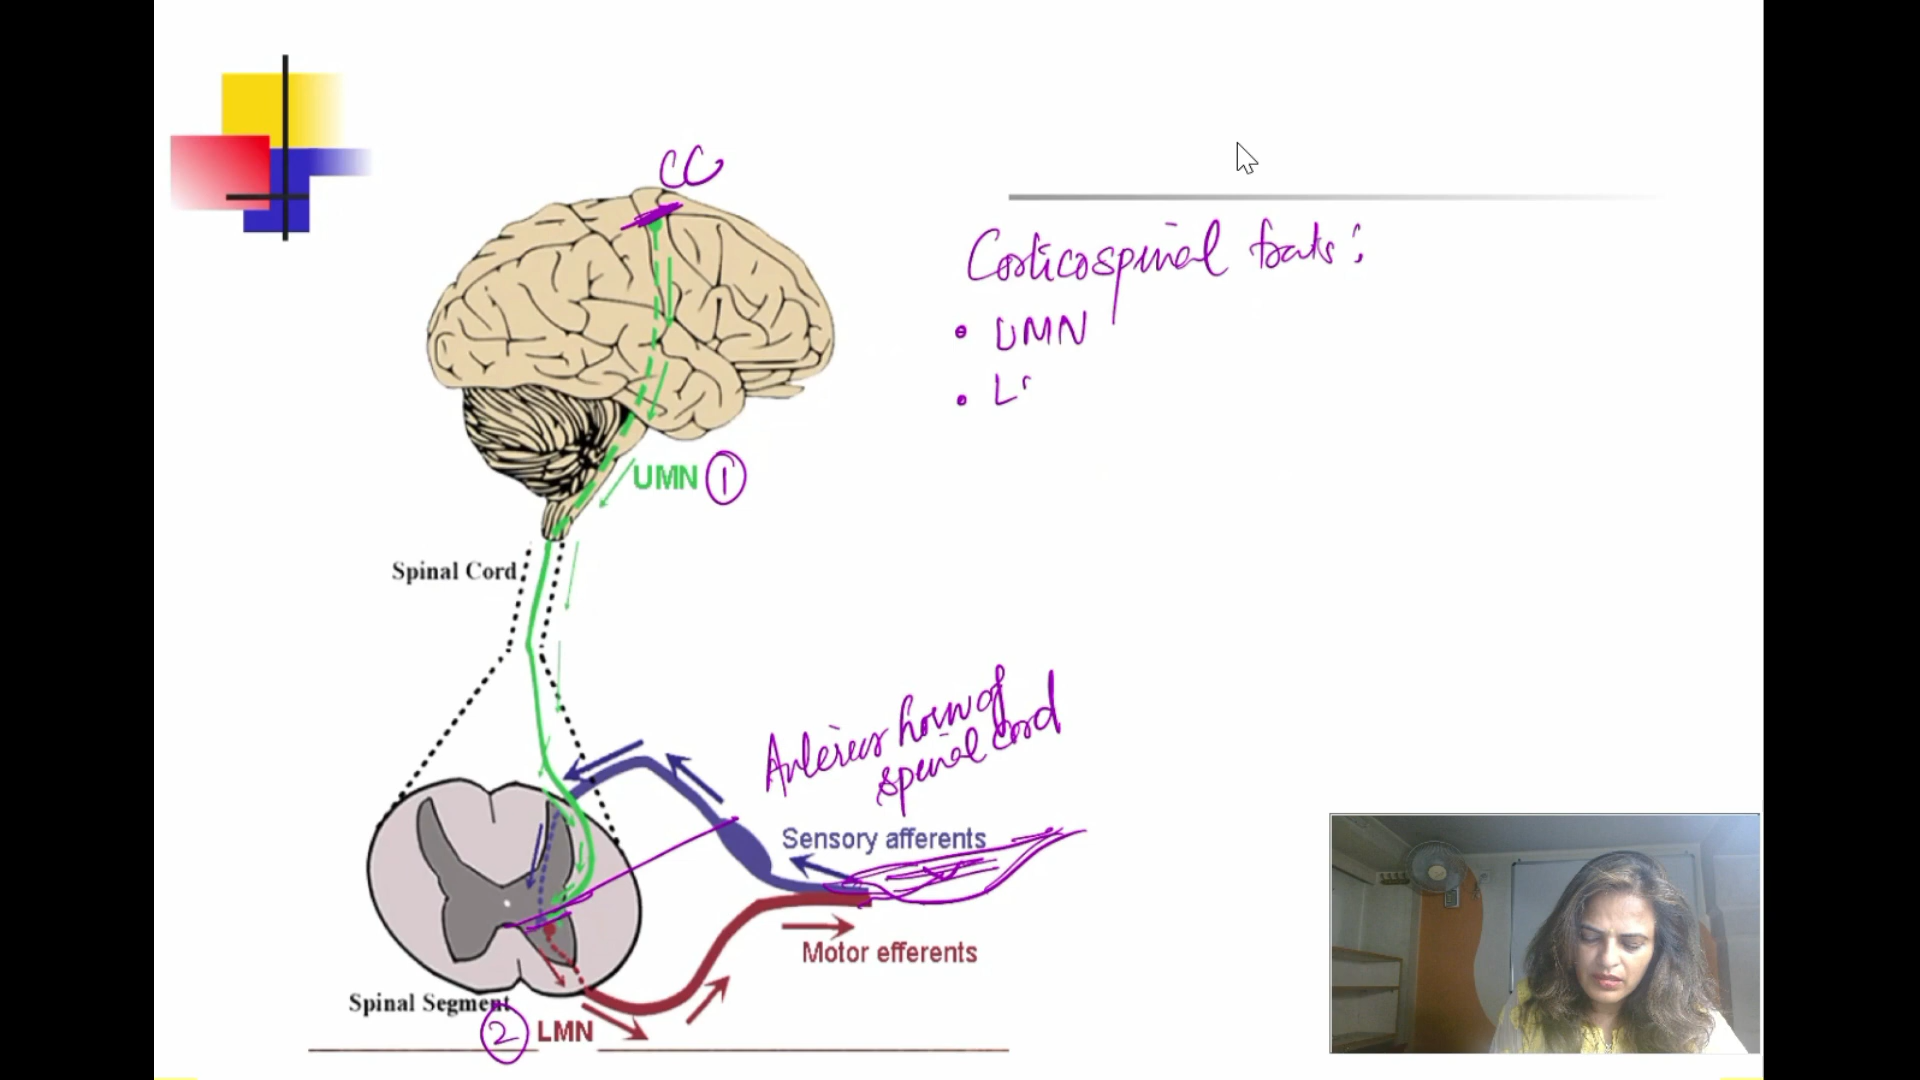 CC
Corticospinal tracts:
• UMN
• L
UMN 1
Spinal Cord
Anterior horn of
spinal cord
Sensory afferents
Motor efferents
Spinal Segment
2 LMN